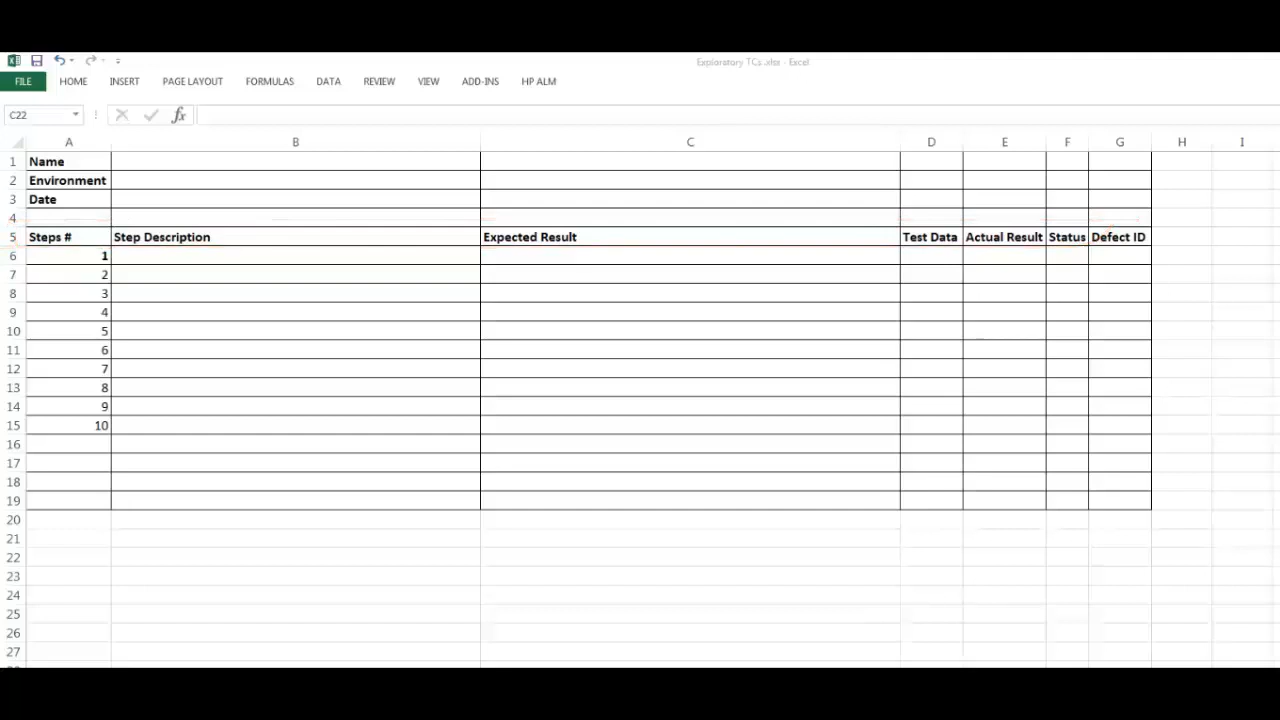 Exploratory TCs.xlsx - Excel
FILE HOME INSERT PAGE LAYOUT FORMULAS DATA REVIEW VIEW ADD-INS HP ALM
C22 fx
A B C D E F G H I
1 Name
2 Environment
3 Date
4
5 Steps # Step Description Expected Result Test Data Actual Result Status Defect ID
6 1
7 2
8 3
9 4
10 5
11 6
12 7
13 8
14 9
15 10
16
17
18
19
20
21
22
23
24
25
26
27